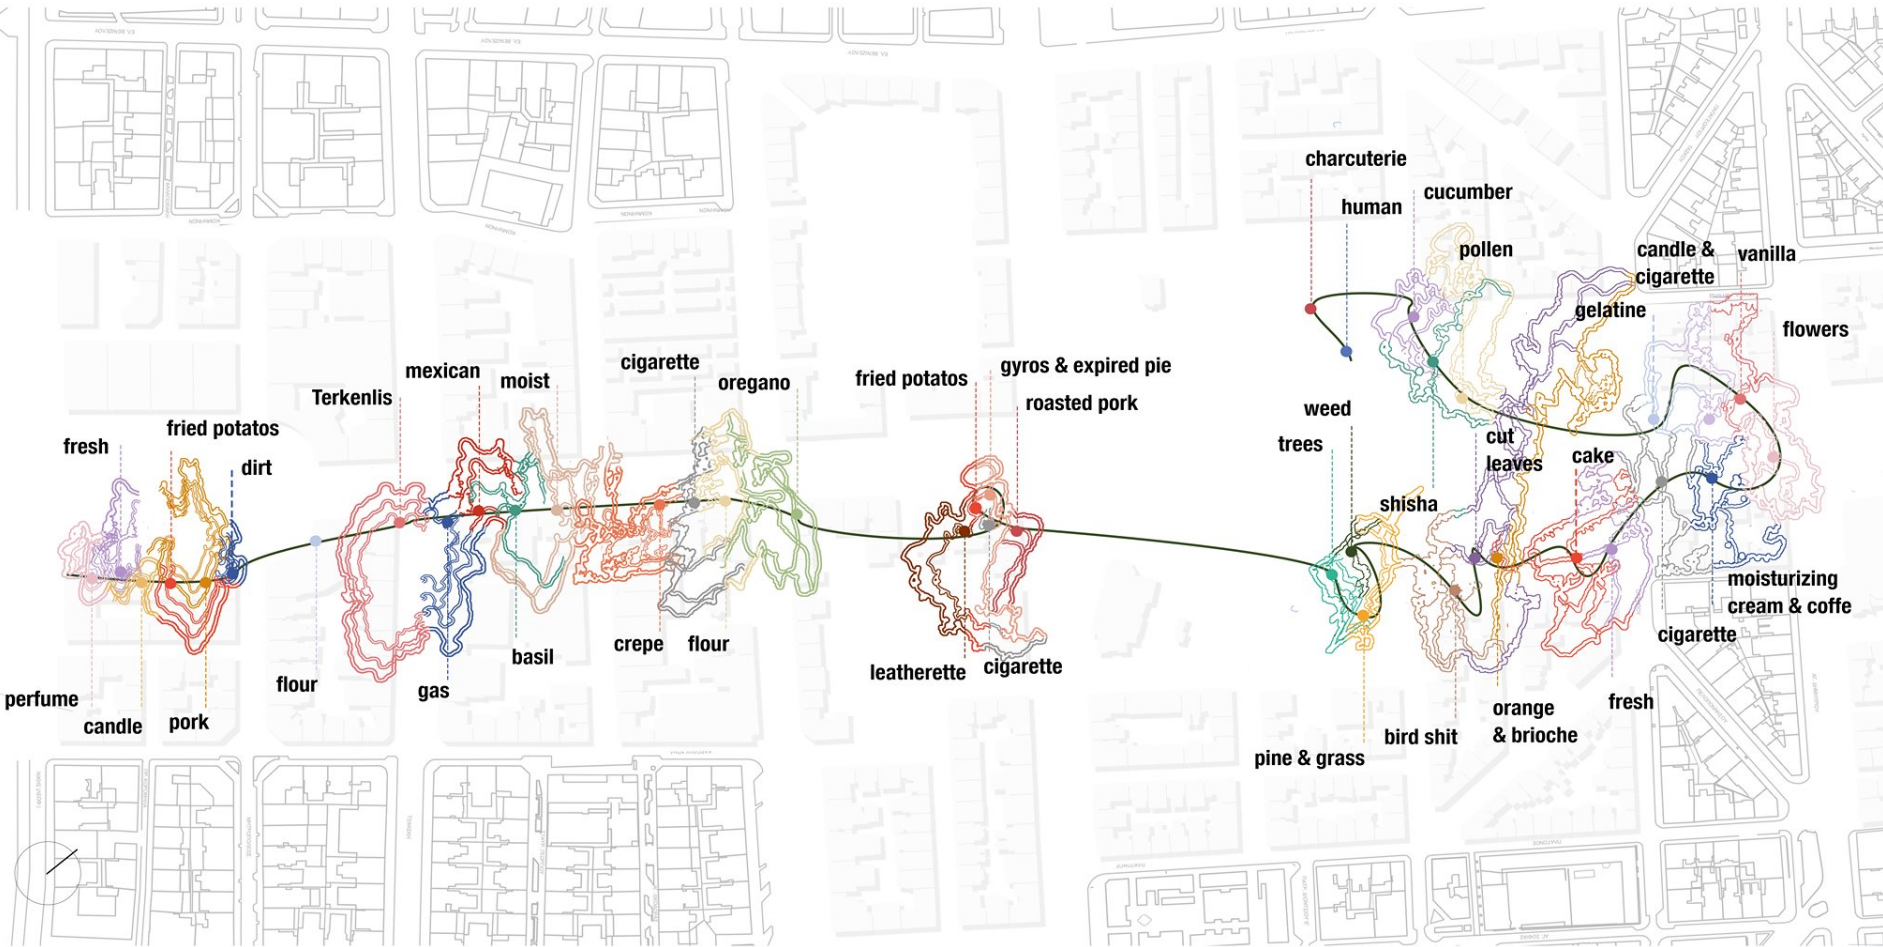 charcuterie
cucumber
human
pollen
candle &
cigarette
vanilla
gelatine
flowers
cigarette
gyros & expired pie
mexican
moist
oregano
fried potatos
Terkenlis
roasted pork
weed
fried potatos
trees
cut
leaves
cake
fresh
dirt
shisha
moisturizing
cream & coffe
cigarette
basil
crepe
flour
leatherette
cigarette
flour
gas
perfume
candle
pork
fresh
orange
& brioche
bird shit
pine & grass